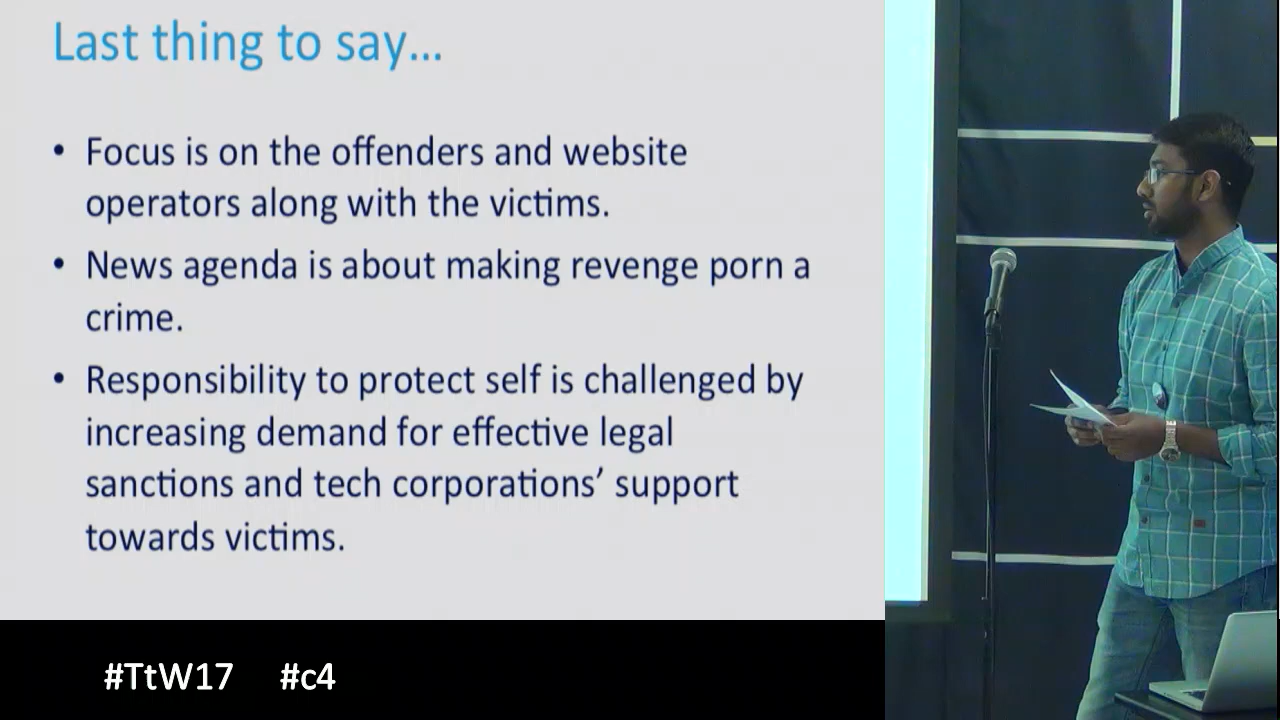 Last thing to say...
• Focus is on the offenders and website
operators along with the victims.
• News agenda is about making revenge porn a
crime.
• Responsibility to protect self is challenged by
increasing demand for effective legal
sanctions and tech corporations’ support
towards victims.
#TtW17 #c4